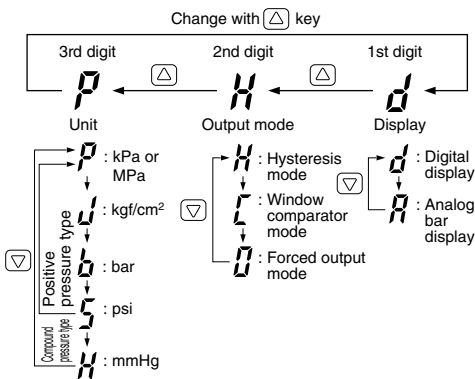 Change with △ key
3rd digit 2nd digit 1st digit
△ △
P H d
Unit Output mode Display
P : kPa or MPa
J : kgf/cm²
b : bar
5 : psi
H : mmHg
▽
Positive pressure type
Compound pressure type
H : Hysteresis mode
C : Window comparator mode
0 : Forced output mode
▽
d : Digital display
A : Analog bar display
▽